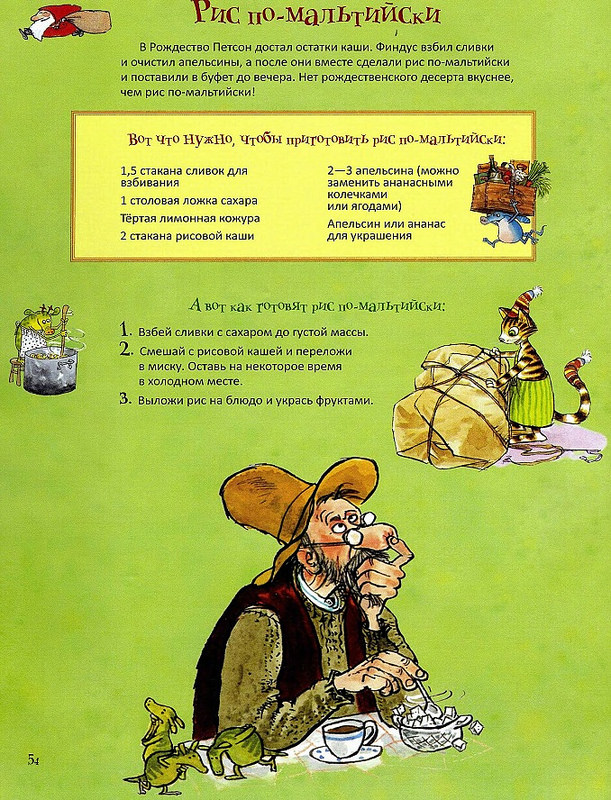 Рис по-мальтийски
В Рождество Петсон достал остатки каши. Финдус взбил сливки
и очистил апельсины, а после они вместе сделали рис по-мальтийски
и поставили в буфет до вечера. Нет рождественского десерта вкуснее,
чем рис по-мальтийски!
Вот что нужно, чтобы приготовить рис по-мальтийски:
1,5 стакана сливок для
взбивания
1 столовая ложка сахара
Тёртая лимонная кожура
2 стакана рисовой каши
2—3 апельсина (можно
заменить ананасными
колечками
или ягодами)
Апельсин или ананас
для украшения
А вот как готовят рис по-мальтийски:
1. Взбей сливки с сахаром до густой массы.
2. Смешай с рисовой кашей и переложи
в миску. Оставь на некоторое время
в холодном месте.
3. Выложи рис на блюдо и укрась фруктами.
54